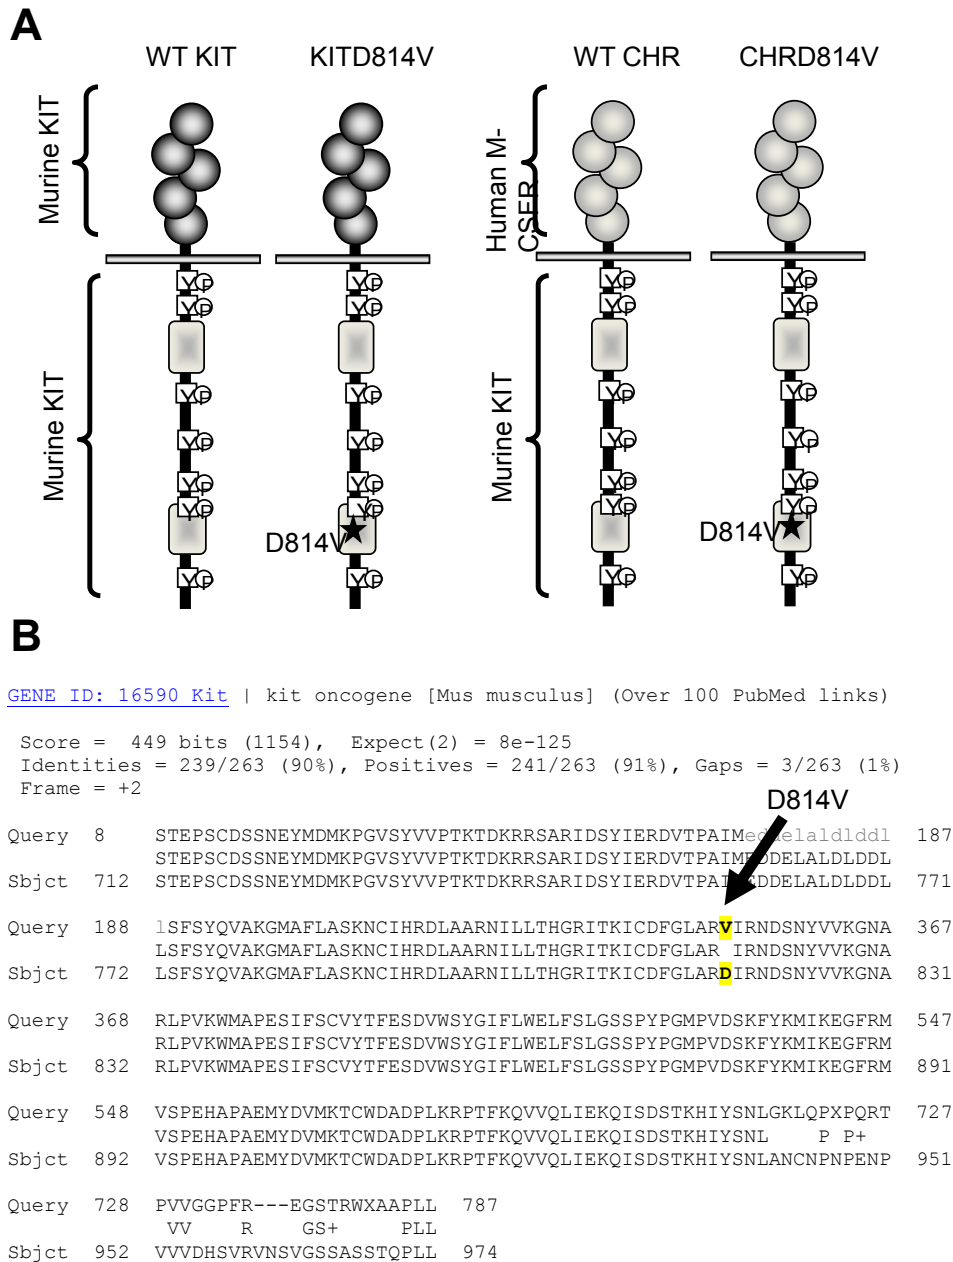 A
WT KIT KITD814V WT CHR CHRD814V
Murine KIT
Human M-
CSFR
Y P Y P Y P Y P
Y P Y P Y P Y P
Murine KIT
Murine KIT
Y P Y P Y P Y P
Y P Y P Y P Y P
Y P Y P Y P Y P
Y P Y P Y P Y P
D814V D814V
Y P Y P Y P Y P
B
GENE ID: 16590 Kit | kit oncogene [Mus musculus] (Over 100 PubMed links)
Score = 449 bits (1154), Expect(2) = 8e-125
Identities = 239/263 (90%), Positives = 241/263 (91%), Gaps = 3/263 (1%)
Frame = +2
D814V
Query 8 STEPSCDSSNEYMDMKPGVSYVVPTKTDKRRSARIDSYIERDVTPAIMeddelaldlddl 187
STEPSCDSSNEYMDMKPGVSYVVPTKTDKRRSARIDSYIERDVTPAIMEDDELALDLDDL
Sbjct 712 STEPSCDSSNEYMDMKPGVSYVVPTKTDKRRSARIDSYIERDVTPAIMEDDELALDLDDL 771
Query 188 lSFSYQVAKGMAFLASKNCIHRDLAARNILLTHGRITKICDFGLARVIRNDSNYVVKGNA 367
LSFSYQVAKGMAFLASKNCIHRDLAARNILLTHGRITKICDFGLAR IRNDSNYVVKGNA
Sbjct 772 LSFSYQVAKGMAFLASKNCIHRDLAARNILLTHGRITKICDFGLARDIRNDSNYVVKGNA 831
Query 368 RLPVKWMAPESIFSCVYTFESDVWSYGIFLWELFSLGSSPYPGMPVDSKFYKMIKEGFRM 547
RLPVKWMAPESIFSCVYTFESDVWSYGIFLWELFSLGSSPYPGMPVDSKFYKMIKEGFRM
Sbjct 832 RLPVKWMAPESIFSCVYTFESDVWSYGIFLWELFSLGSSPYPGMPVDSKFYKMIKEGFRM 891
Query 548 VSPEHAPAEMYDVMKTCWDADPLKRPTFKQVVQLIEKQISDSTKHIYSNLGKLQPXPQRT 727
VSPEHAPAEMYDVMKTCWDADPLKRPTFKQVVQLIEKQISDSTKHIYSNL P P+
Sbjct 892 VSPEHAPAEMYDVMKTCWDADPLKRPTFKQVVQLIEKQISDSTKHIYSNLANCNPNPENP 951
Query 728 PVVGGPFR---EGSTRWXAAPLL 787
VV R GS+ PLL
Sbjct 952 VVVDHSVRVNSVGSSASSTQPLL 974